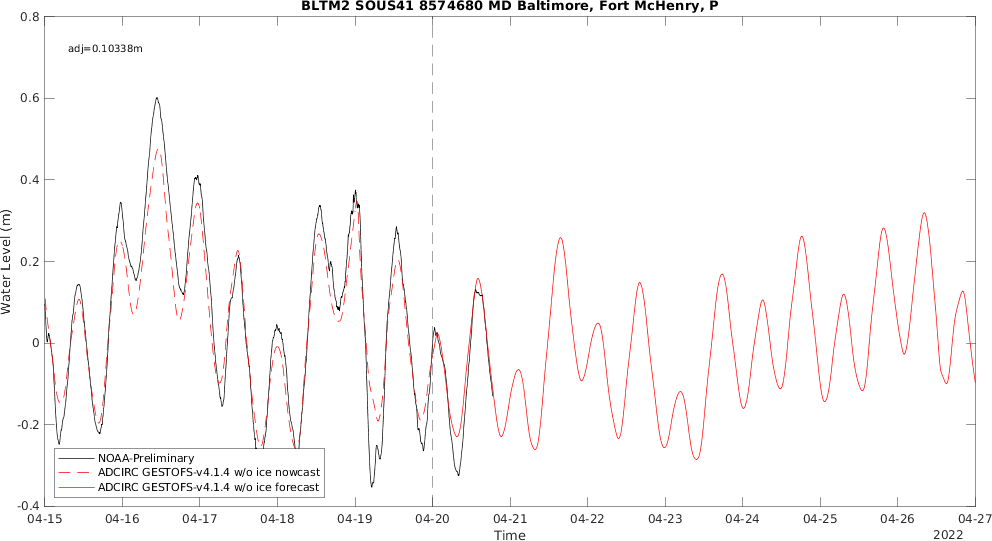 BLTM2 SOUS41 8574680 MD Baltimore, Fort McHenry, P
adj=0.10338m
0.8
0.6
0.4
0.2
0
-0.2
-0.4
Water Level (m)
NOAA-Preliminary
ADCIRC GESTOFS-v4.1.4 w/o ice nowcast
ADCIRC GESTOFS-v4.1.4 w/o ice forecast
04-15 04-16 04-17 04-18 04-19 04-20 04-21 04-22 04-23 04-24 04-25 04-26 04-27
Time
2022